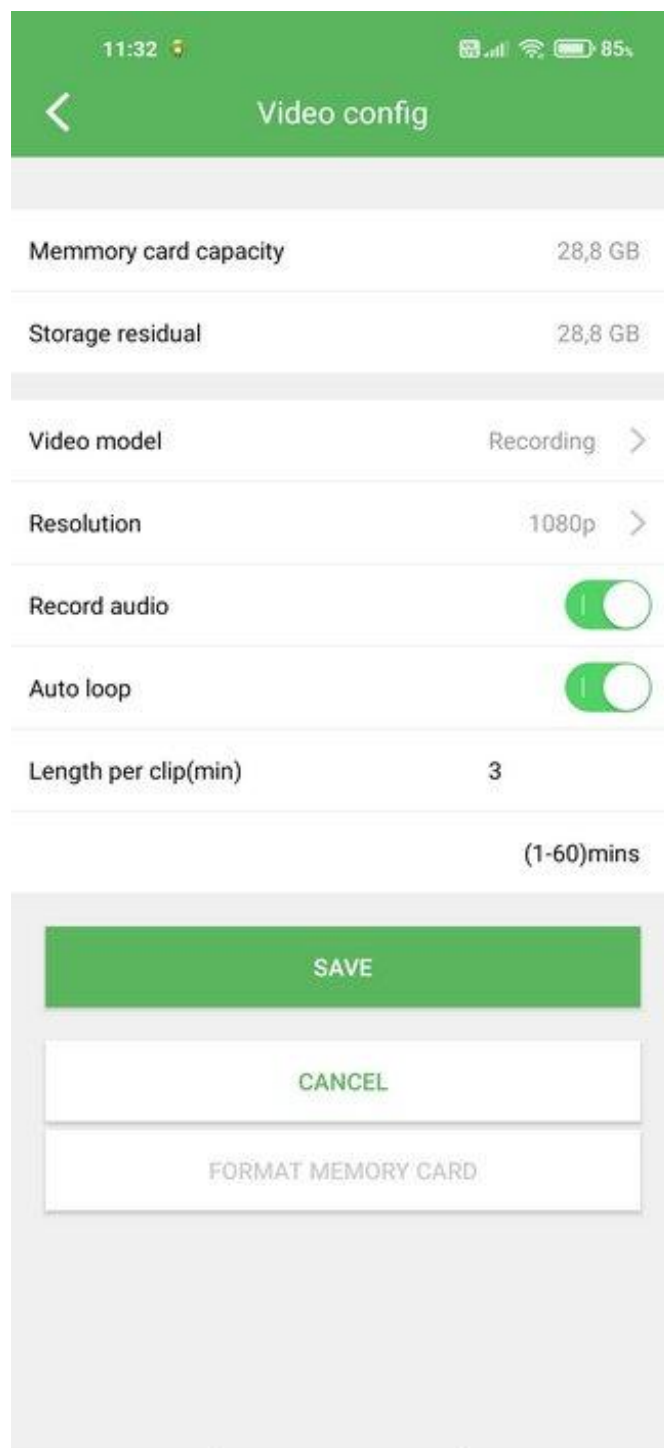 11:32 85%
Video config
Memmory card capacity 28,8 GB
Storage residual 28,8 GB
Video model Recording
Resolution 1080p
Record audio
Auto loop
Length per clip(min) 3
(1-60)mins
SAVE
CANCEL
FORMAT MEMORY CARD